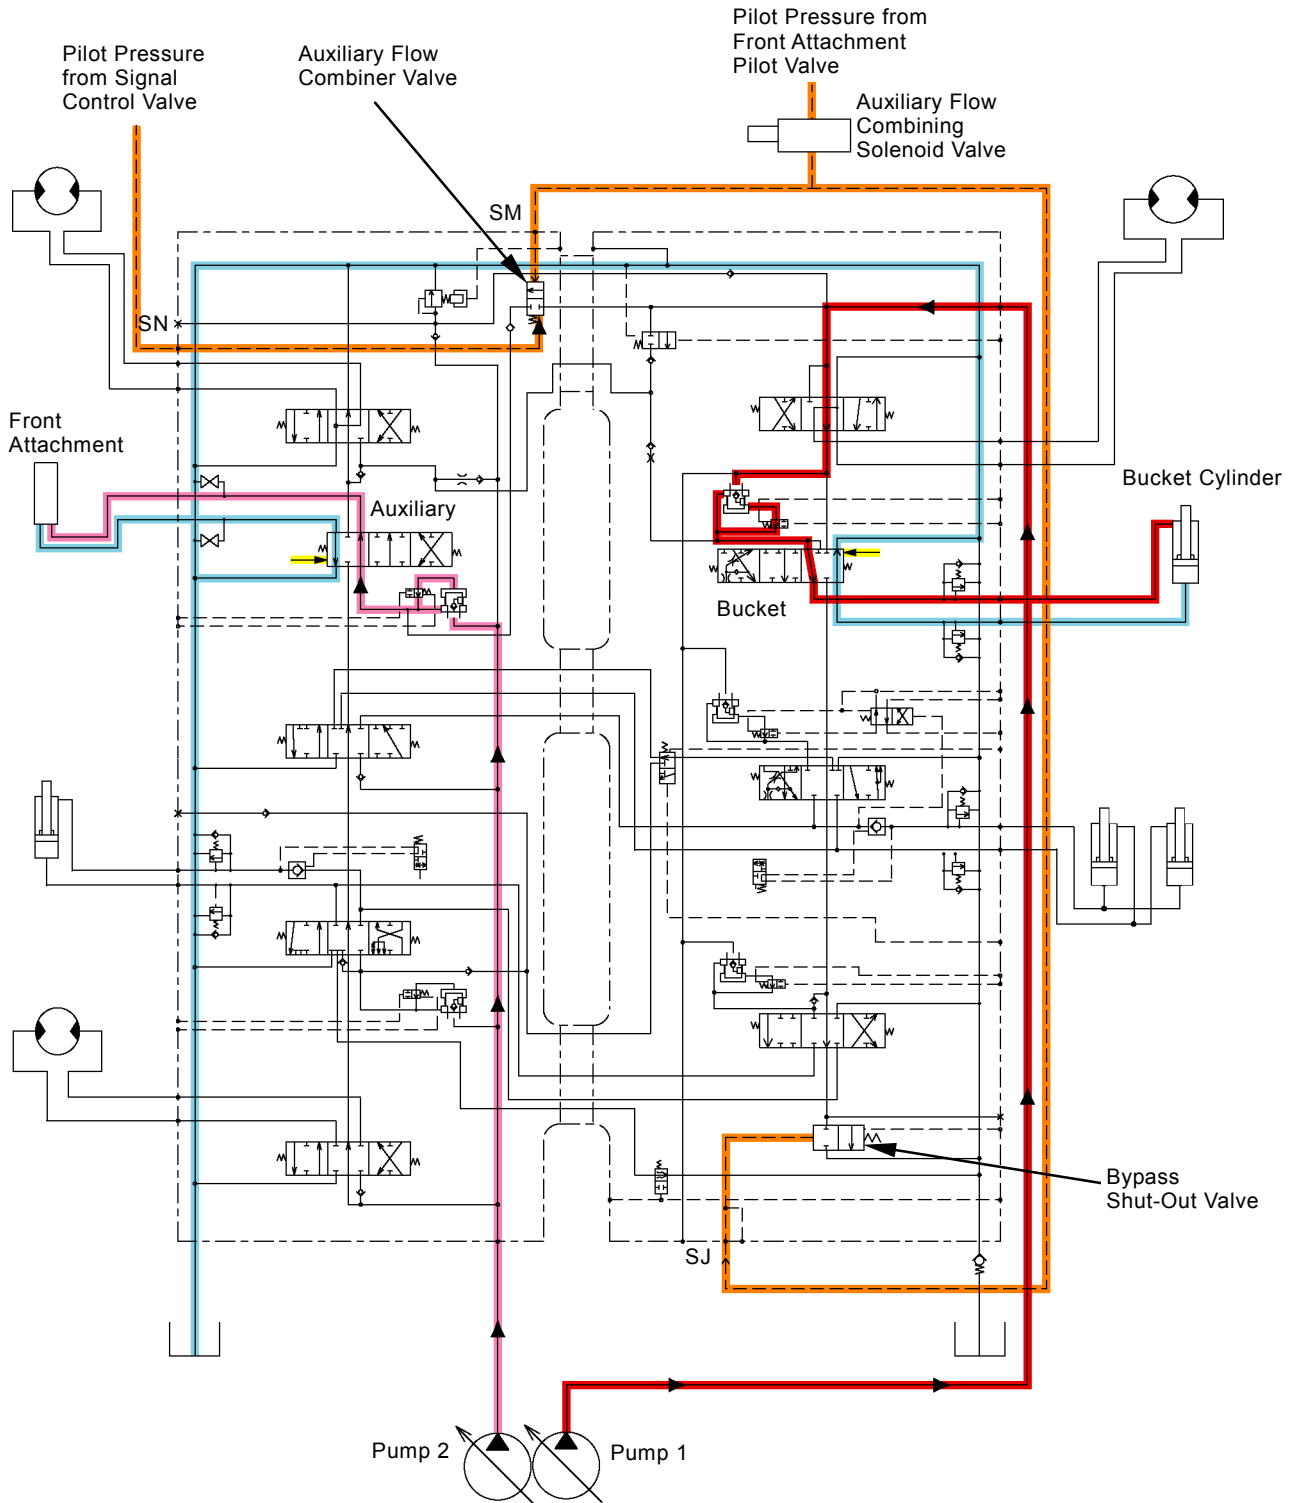 Pilot Pressure from
Front Attachment
Pilot Valve
Pilot Pressure
from Signal
Control Valve
Auxiliary Flow
Combiner Valve
Auxiliary Flow
Combining
Solenoid Valve
SM
SN
Front
Attachment
Auxiliary
Bucket Cylinder
Bucket
Bypass
Shut-Out Valve
SJ
Pump 2
Pump 1